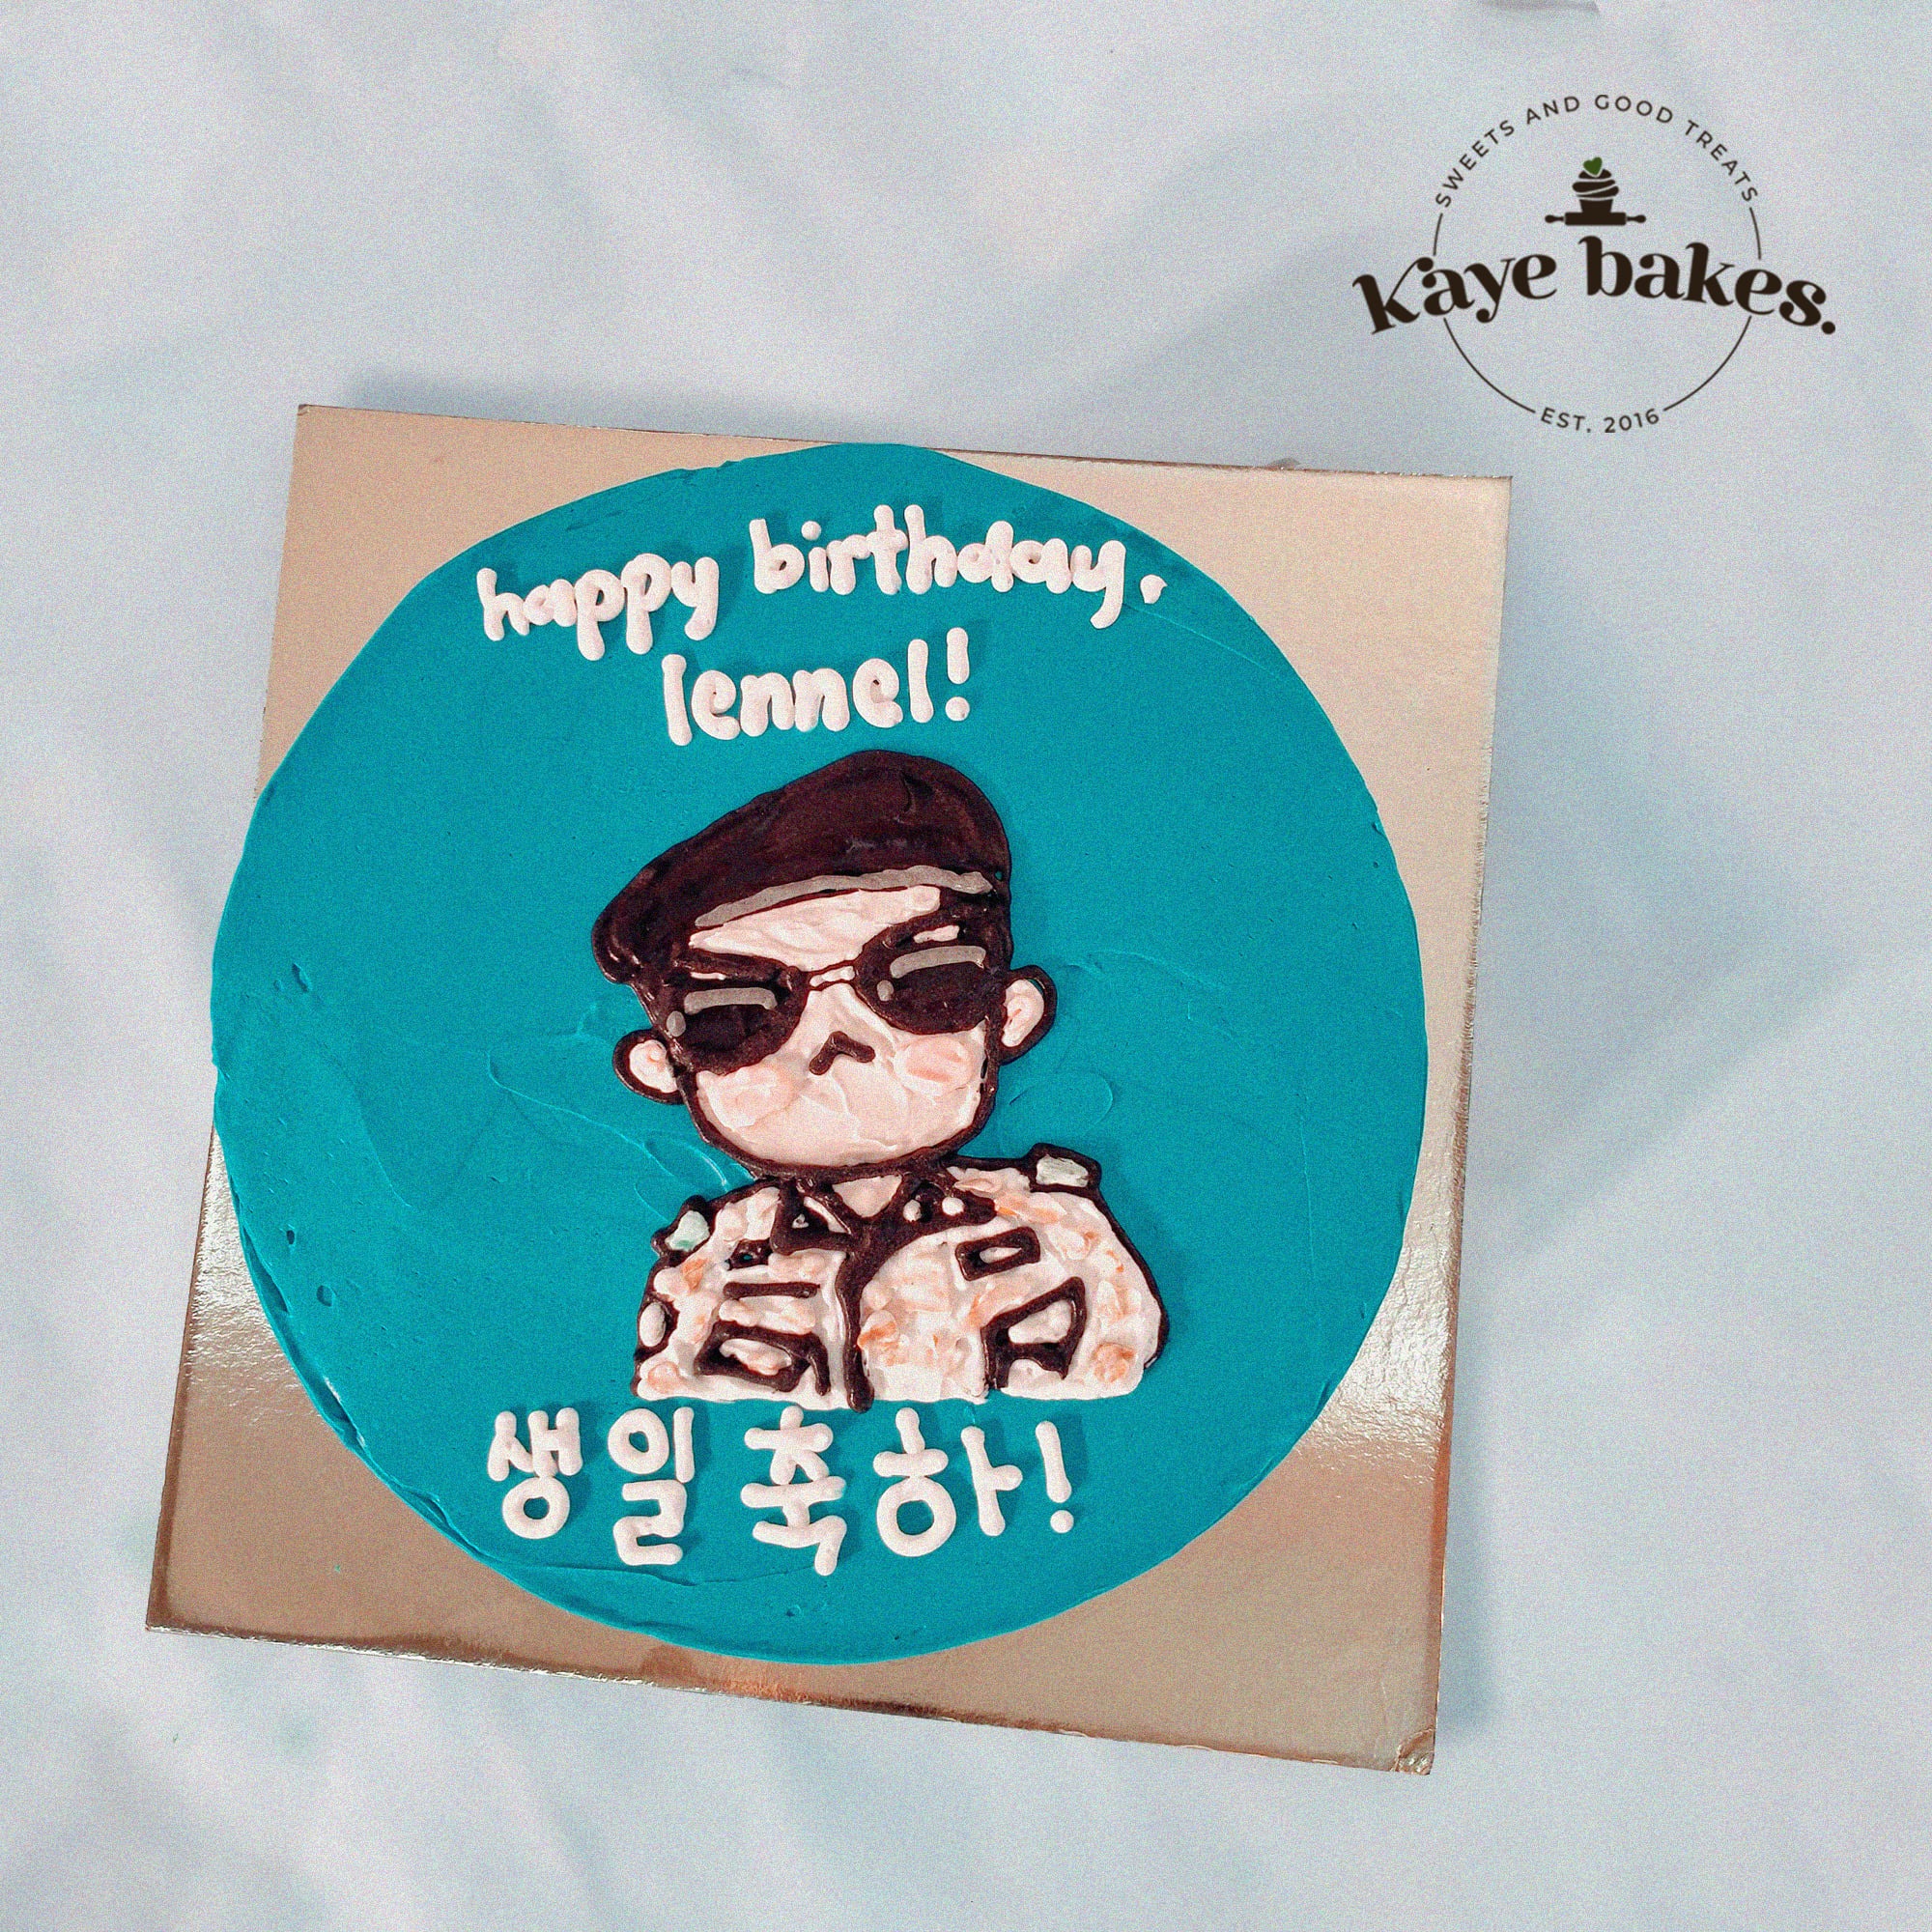 SWEETS AND GOOD TREATS
Kaye bakes.
EST. 2016
happy birthday,
lennel!
생일 축하!